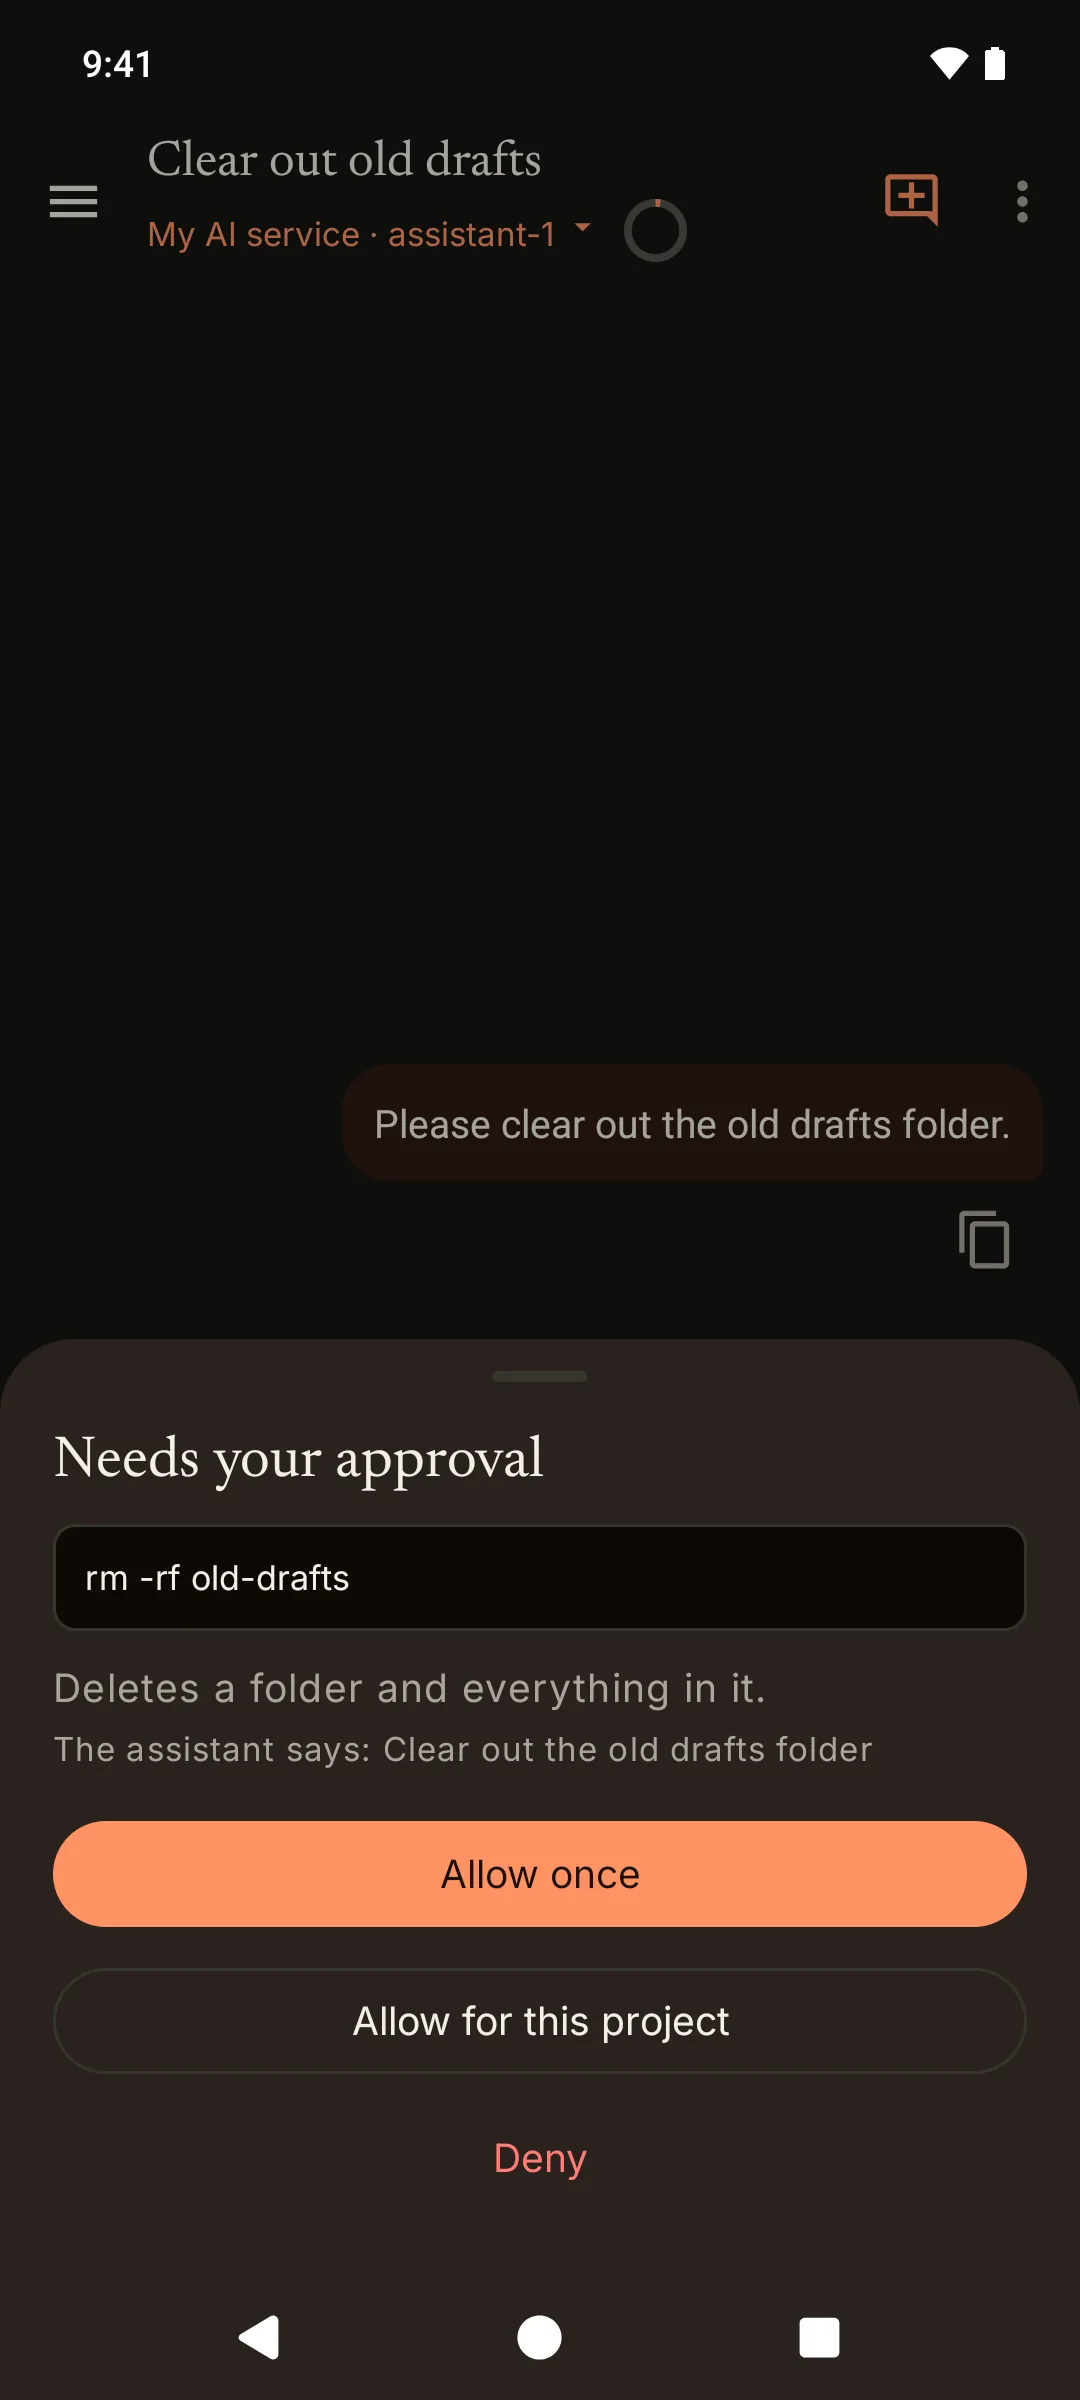 9:41
Clear out old drafts
My AI service · assistant-1
Please clear out the old drafts folder.
Needs your approval
rm -rf old-drafts
Deletes a folder and everything in it.
The assistant says: Clear out the old drafts folder
Allow once
Allow for this project
Deny